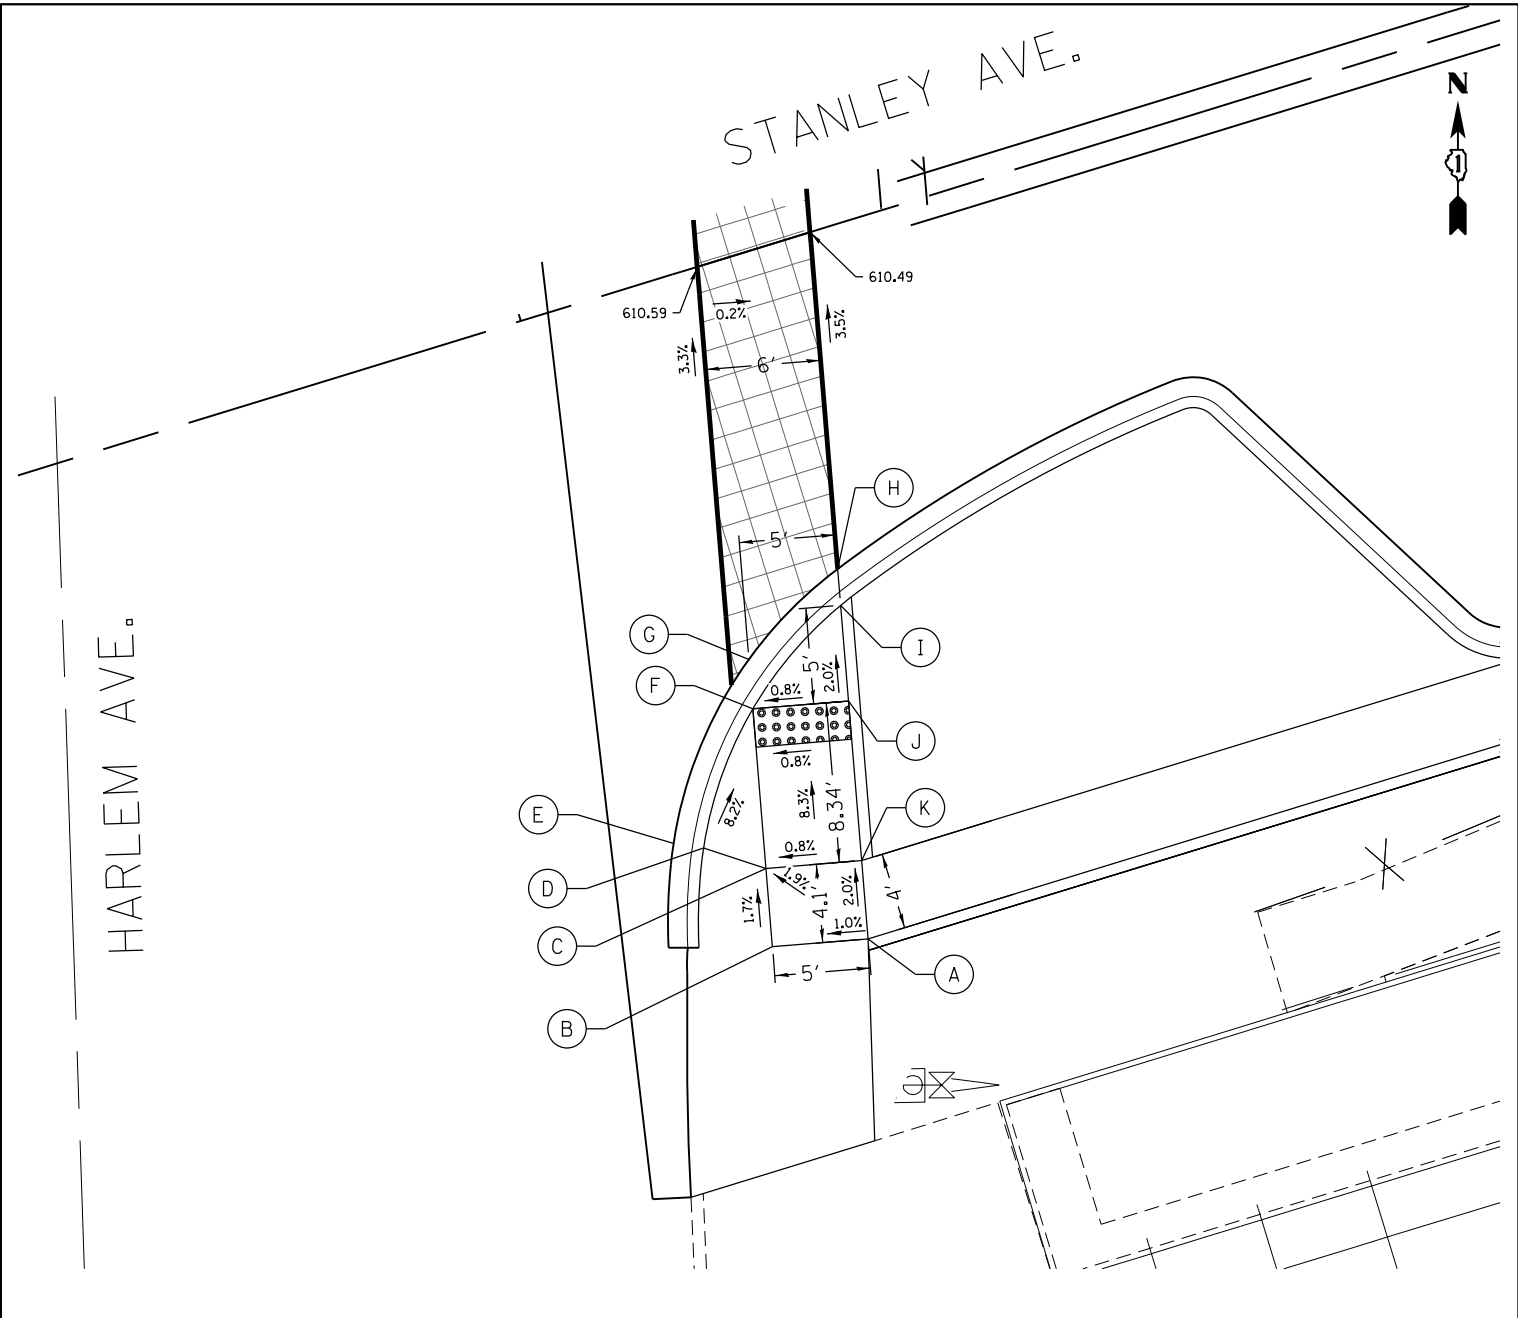 STANLEY AVE.
N
1
610.49
610.59
0.2%
3.5%
3.3%
6'
H
5'
G
I
5'
2.0%
F
0.8%
J
0.8%
E
8.2%
8.3%
8.34'
K
0.8%
D
1.9%
4.1'
2.0%
4'
1.7%
1.0%
C
5'
A
B
HARLEM AVE.